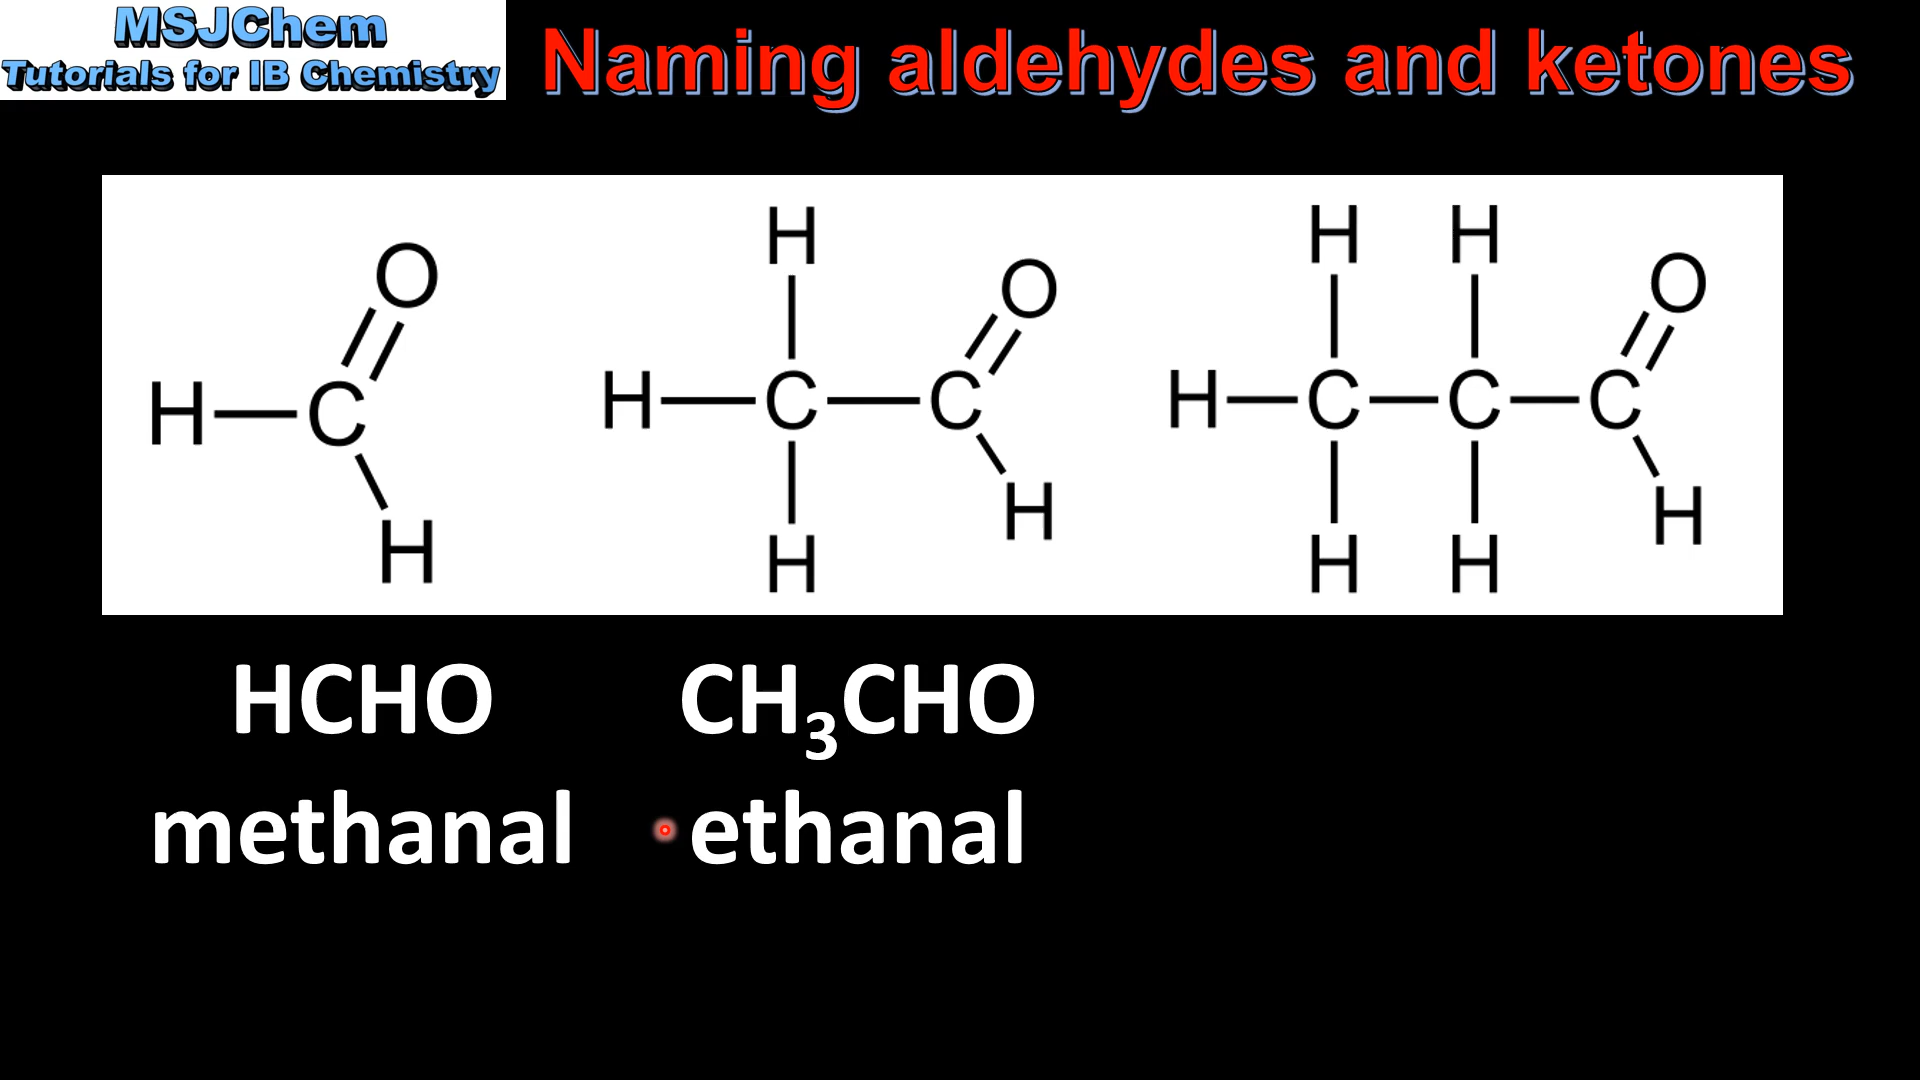 MSJChem
Tutorials for IB Chemistry
Naming aldehydes and ketones
O
H C
H
H
O
H C C
H
H
H H
O
H C C C
H
H H
HCHO
methanal
CH₃CHO
ethanal